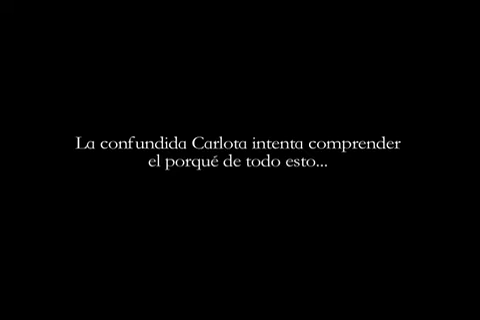 La confundida Carlota intenta comprender
el porqué de todo esto...